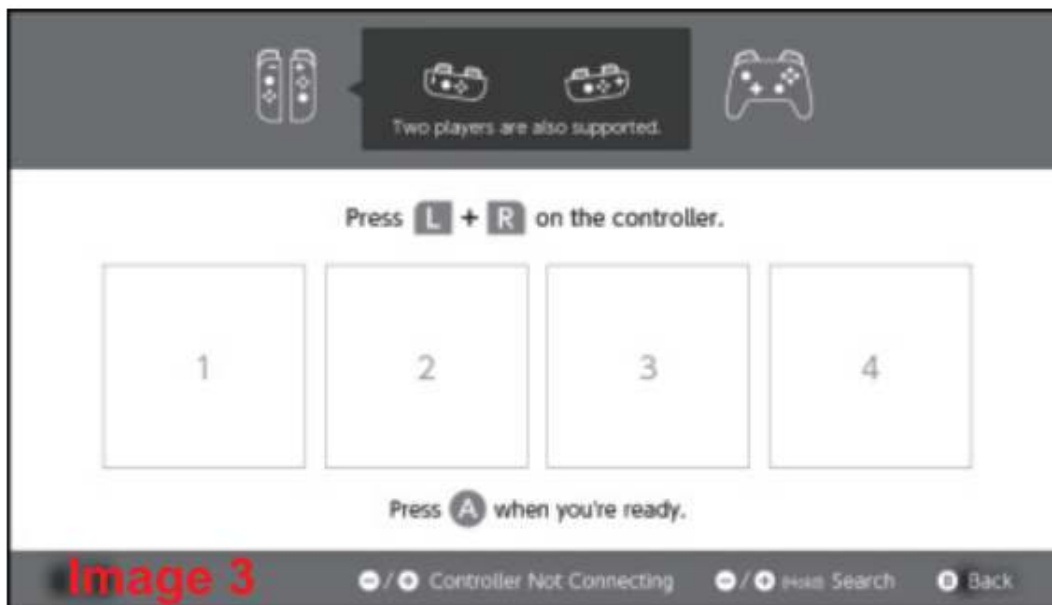 Two players are also supported.
Press L + R on the controller.
1 2 3 4
Press A when you're ready.
Image 3 -/+ Controller Not Connecting -/+ (Hold) Search B Back